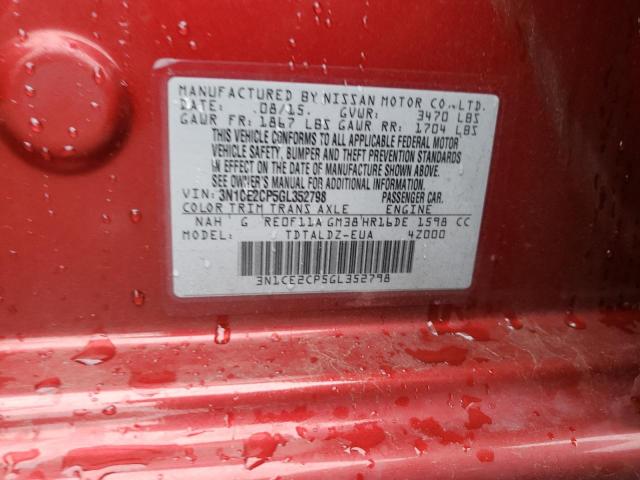 MANUFACTURED BY NISSAN MOTOR CO.,LTD.
DATE: 08/15. GVWR: 3470 LBS
GAWR FR: 1867 LBS GAWR RR: 1704 LBS
THIS VEHICLE CONFORMS TO ALL APPLICABLE FEDERAL MOTOR
VEHICLE SAFETY, BUMPER AND THEFT PREVENTION STANDARDS
IN EFFECT ON THE DATE OF MANUFACTURE SHOWN ABOVE.
SEE OWNER'S MANUAL FOR ADDITIONAL INFORMATION.
VIN: 3N1CE2CP5GL352798 PASSENGER CAR.
COLOR TRIM TRANS AXLE ENGINE
NAH G RE0F11A GM38 HR16DE 1598 CC
MODEL: TDTALDZ-EUA 4Z000
3N1CE2CP5GL352798